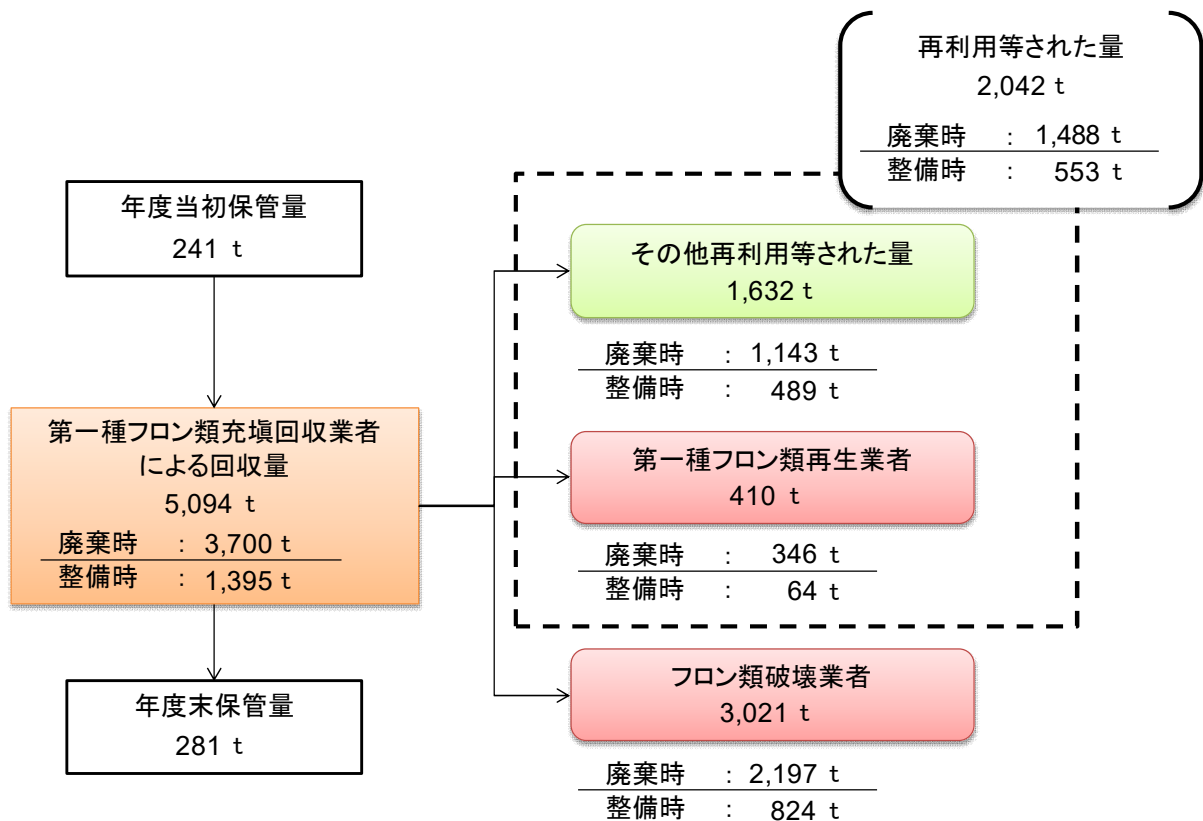 再利用等された量
2,042 t
廃棄時 : 1,488 t
整備時 : 553 t
年度当初保管量
241 t
その他再利用等された量
1,632 t
廃棄時 : 1,143 t
整備時 : 489 t
第一種フロン類充塡回収業者
による回収量
5,094 t
廃棄時 : 3,700 t
整備時 : 1,395 t
第一種フロン類再生業者
410 t
廃棄時 : 346 t
整備時 : 64 t
年度末保管量
281 t
フロン類破壊業者
3,021 t
廃棄時 : 2,197 t
整備時 : 824 t